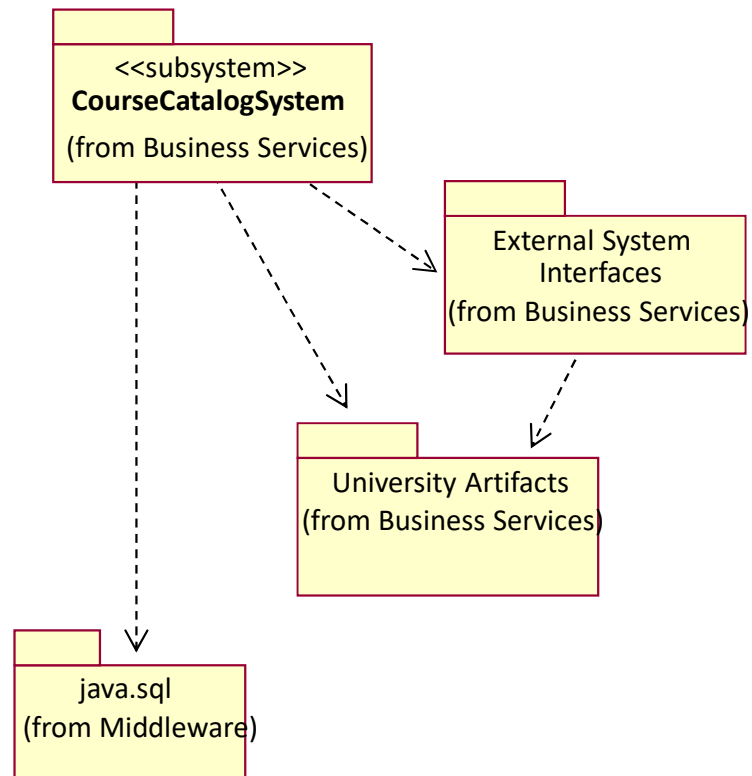 <<subsystem>>
CourseCatalogSystem
(from Business Services)
External System
Interfaces
(from Business Services)
University Artifacts
(from Business Services)
java.sql
(from Middleware)